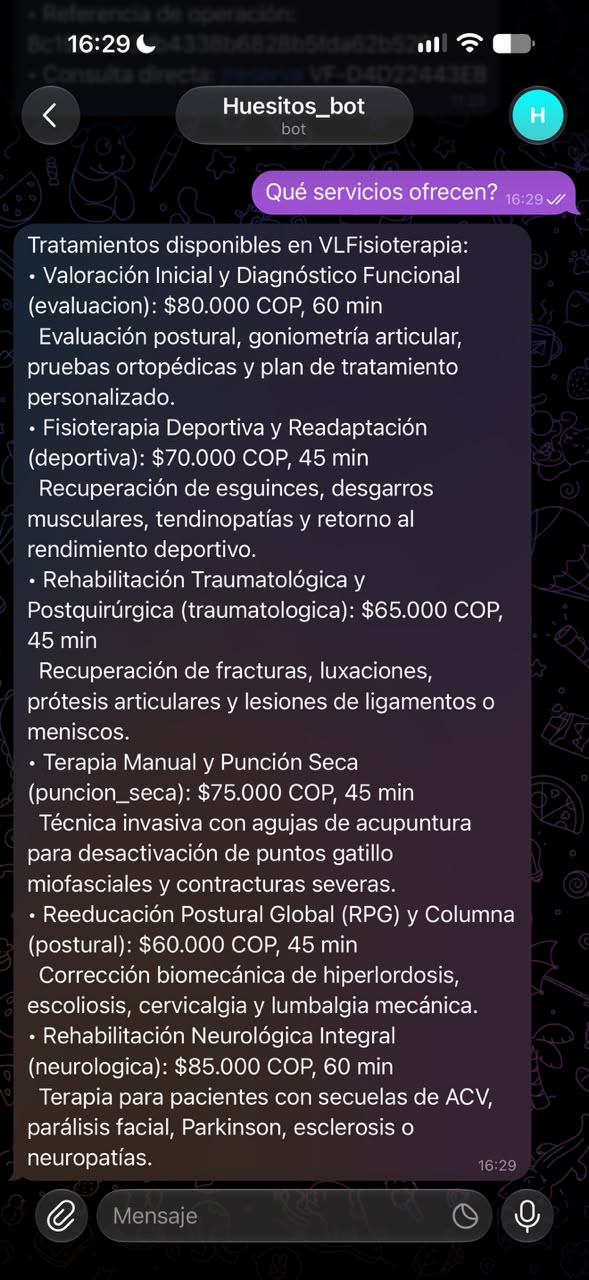 • Referencia de operación:
• Consulta directa: VF-D4D22443E8
16:29
Huesitos_bot
bot
H
Qué servicios ofrecen? 16:29
Tratamientos disponibles en VLFisioterapia:
• Valoración Inicial y Diagnóstico Funcional
(evaluacion): $80.000 COP, 60 min
Evaluación postural, goniometría articular,
pruebas ortopédicas y plan de tratamiento
personalizado.
• Fisioterapia Deportiva y Readaptación
(deportiva): $70.000 COP, 45 min
Recuperación de esguinces, desgarros
musculares, tendinopatías y retorno al
rendimiento deportivo.
• Rehabilitación Traumatológica y
Postquirúrgica (traumatologica): $65.000 COP,
45 min
Recuperación de fracturas, luxaciones,
prótesis articulares y lesiones de ligamentos o
meniscos.
• Terapia Manual y Punción Seca
(puncion_seca): $75.000 COP, 45 min
Técnica invasiva con agujas de acupuntura
para desactivación de puntos gatillo
miofasciales y contracturas severas.
• Reeducación Postural Global (RPG) y Columna
(postural): $60.000 COP, 45 min
Corrección biomecánica de hiperlordosis,
escoliosis, cervicalgia y lumbalgia mecánica.
• Rehabilitación Neurológica Integral
(neurologica): $85.000 COP, 60 min
Terapia para pacientes con secuelas de ACV,
parálisis facial, Parkinson, esclerosis o
neuropatías.
16:29
Mensaje